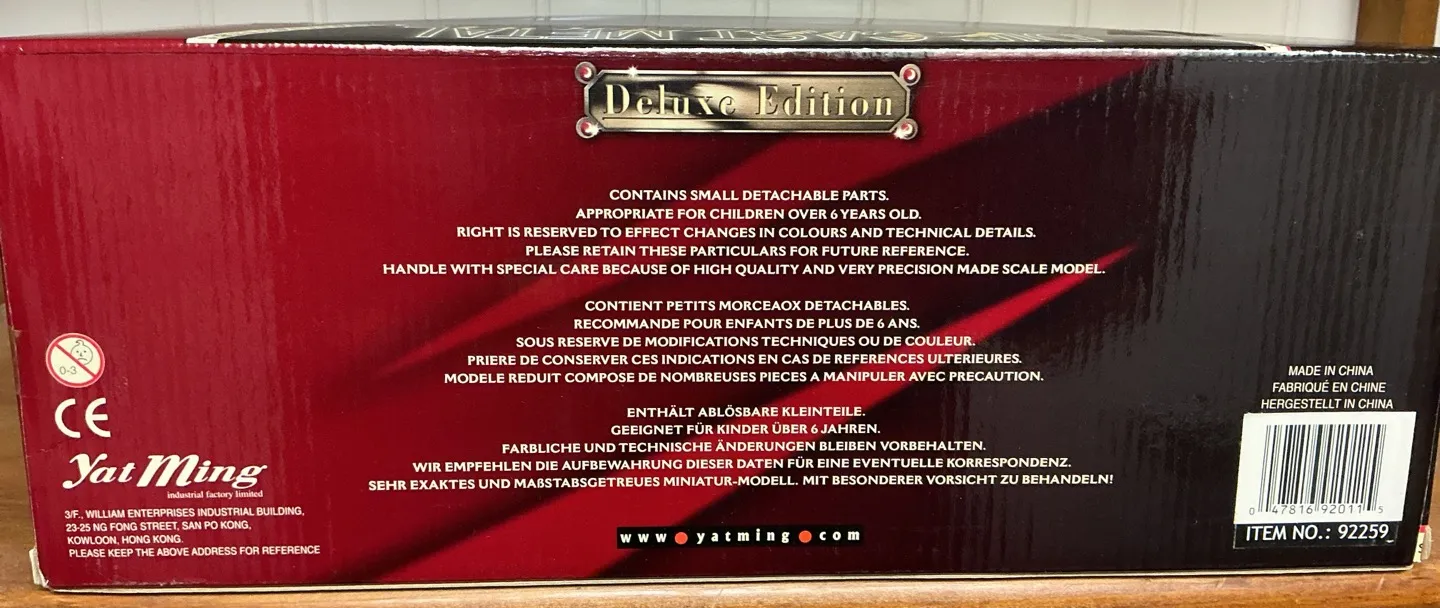 Deluxe Edition
CONTAINS SMALL DETACHABLE PARTS.
APPROPRIATE FOR CHILDREN OVER 6 YEARS OLD.
RIGHT IS RESERVED TO EFFECT CHANGES IN COLOURS AND TECHNICAL DETAILS.
PLEASE RETAIN THESE PARTICULARS FOR FUTURE REFERENCE.
HANDLE WITH SPECIAL CARE BECAUSE OF HIGH QUALITY AND VERY PRECISION MADE SCALE MODEL.
CONTIENT PETITS MORCEAOX DETACHABLES.
RECOMMANDE POUR ENFANTS DE PLUS DE 6 ANS.
SOUS RESERVE DE MODIFICATIONS TECHNIQUES OU DE COULEUR.
PRIERE DE CONSERVER CES INDICATIONS EN CAS DE REFERENCES ULTERIEURES.
MODELE REDUIT COMPOSE DE NOMBREUSES PIECES A MANIPULER AVEC PRECAUTION.
ENTHÄLT ABLÖSBARE KLEINTEILE.
GEEIGNET FÜR KINDER ÜBER 6 JAHREN.
FARBLICHE UND TECHNISCHE ÄNDERUNGEN BLEIBEN VORBEHALTEN.
WIR EMPFEHLEN DIE AUFBEWAHRUNG DIESER DATEN FÜR EINE EVENTUELLE KORRESPONDENZ.
SEHR EXAKTES UND MAßSTABSGETREUES MINIATUR-MODELL. MIT BESONDERER VORSICHT ZU BEHANDELN!
www.yatming.com
0-3
CE
Yat Ming
industrial factory limited
3/F., WILLIAM ENTERPRISES INDUSTRIAL BUILDING,
23-25 NG FONG STREET, SAN PO KONG,
KOWLOON, HONG KONG.
PLEASE KEEP THE ABOVE ADDRESS FOR REFERENCE
MADE IN CHINA
FABRIQUÉ EN CHINE
HERGESTELLT IN CHINA
0 47816 92011 5
ITEM NO.: 92259